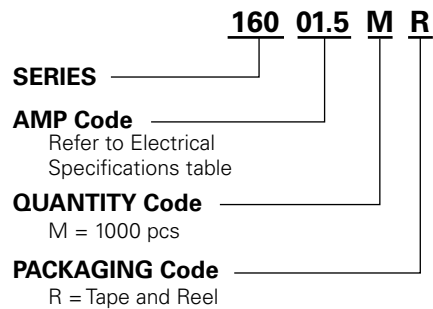 160 01.5 M R
SERIES
AMP Code
Refer to Electrical
Specifications table
QUANTITY Code
M = 1000 pcs
PACKAGING Code
R = Tape and Reel